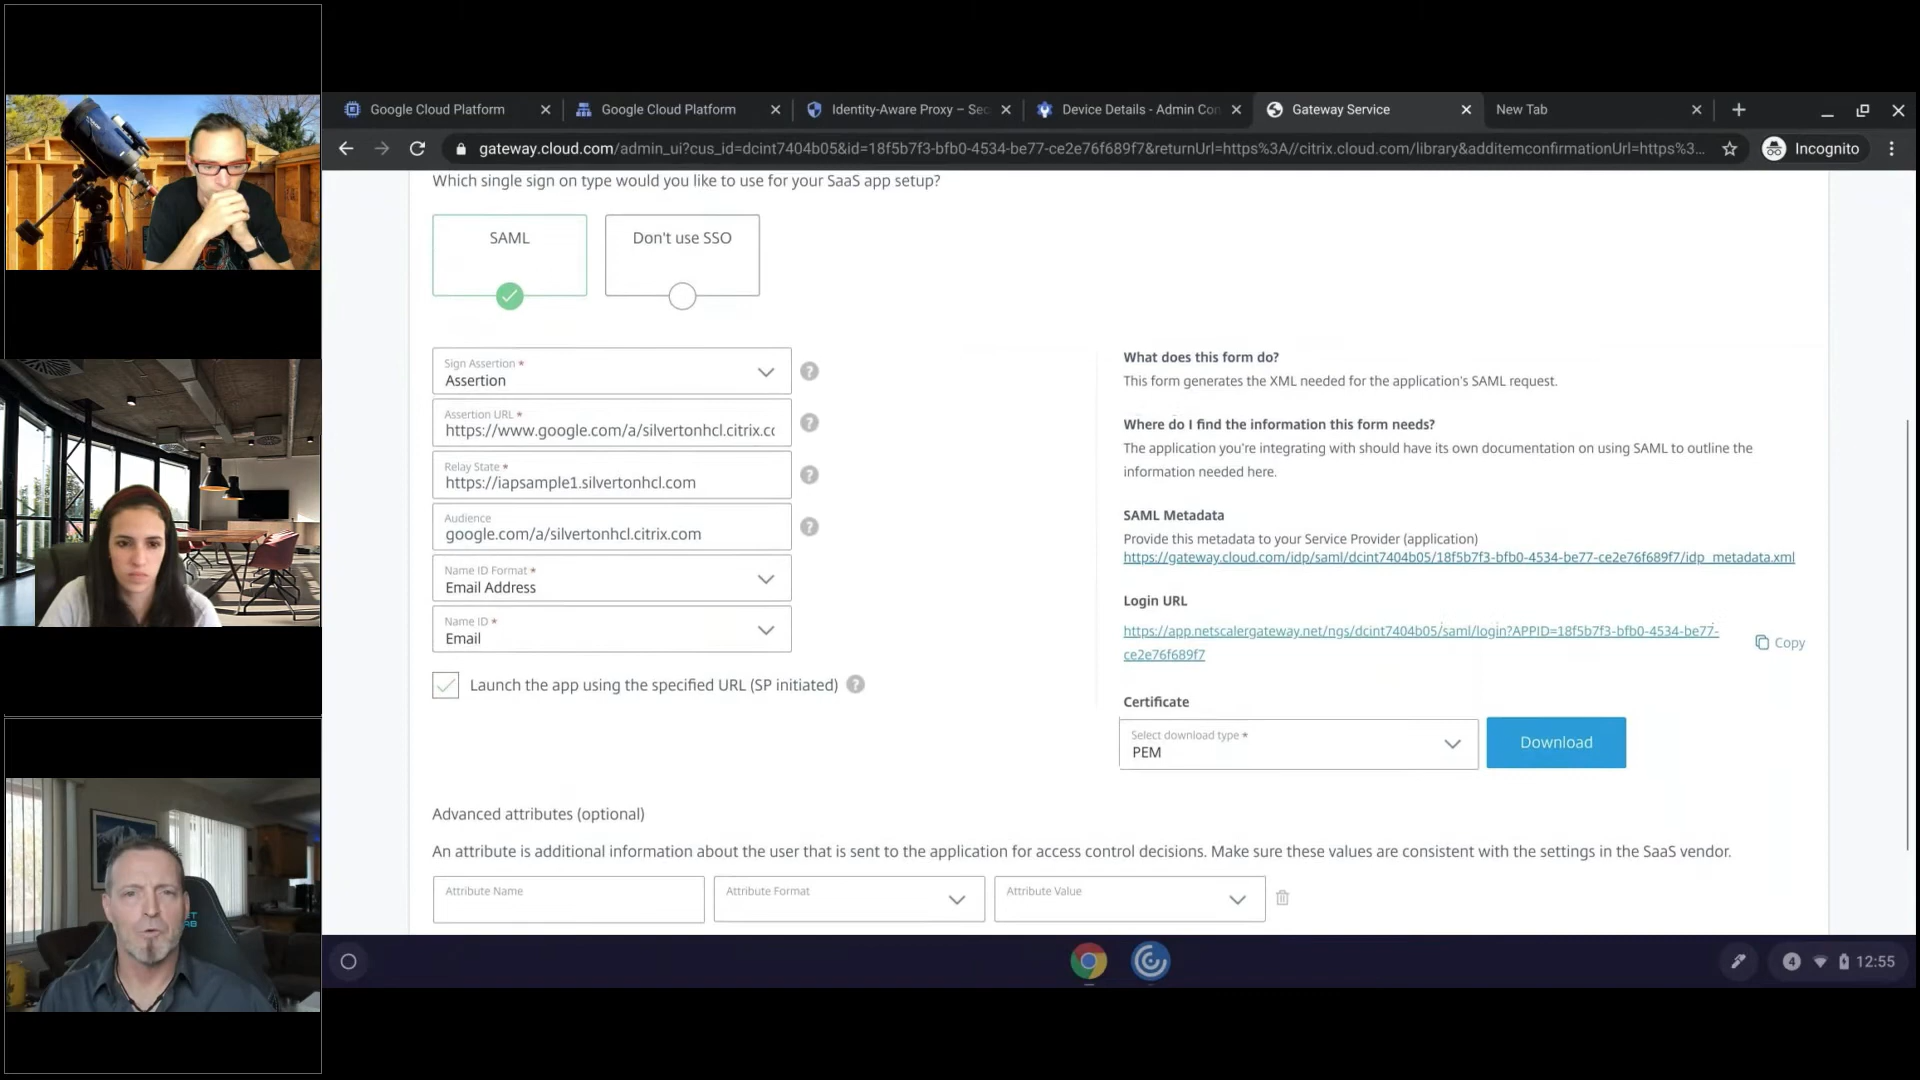 Google Cloud Platform
Google Cloud Platform
Identity-Aware Proxy – Sec
Device Details - Admin Con
Gateway Service
New Tab
gateway.cloud.com/admin_ui?cus_id=dcint7404b05&id=18f5b7f3-bfb0-4534-be77-ce2e76f689f7&returnUrl=https%3A//citrix.cloud.com/library&additemconfirmationUrl=https%3...
Incognito
Which single sign on type would you like to use for your SaaS app setup?
SAML
Don't use SSO
Sign Assertion *
Assertion
Assertion URL *
https://www.google.com/a/silvertonhcl.citrix.cc
Relay State *
https://iapsample1.silvertonhcl.com
Audience
google.com/a/silvertonhcl.citrix.com
Name ID Format *
Email Address
Name ID *
Email
Launch the app using the specified URL (SP initiated)
What does this form do?
This form generates the XML needed for the application's SAML request.
Where do I find the information this form needs?
The application you're integrating with should have its own documentation on using SAML to outline the
information needed here.
SAML Metadata
Provide this metadata to your Service Provider (application)
https://gateway.cloud.com/idp/saml/dcint7404b05/18f5b7f3-bfb0-4534-be77-ce2e76f689f7/idp_metadata.xml
Login URL
https://app.netscalergateway.net/ngs/dcint7404b05/saml/login?APPID=18f5b7f3-bfb0-4534-be77-
ce2e76f689f7
Copy
Certificate
Select download type *
PEM
Download
Advanced attributes (optional)
An attribute is additional information about the user that is sent to the application for access control decisions. Make sure these values are consistent with the settings in the SaaS vendor.
Attribute Name
Attribute Format
Attribute Value
4
12:55